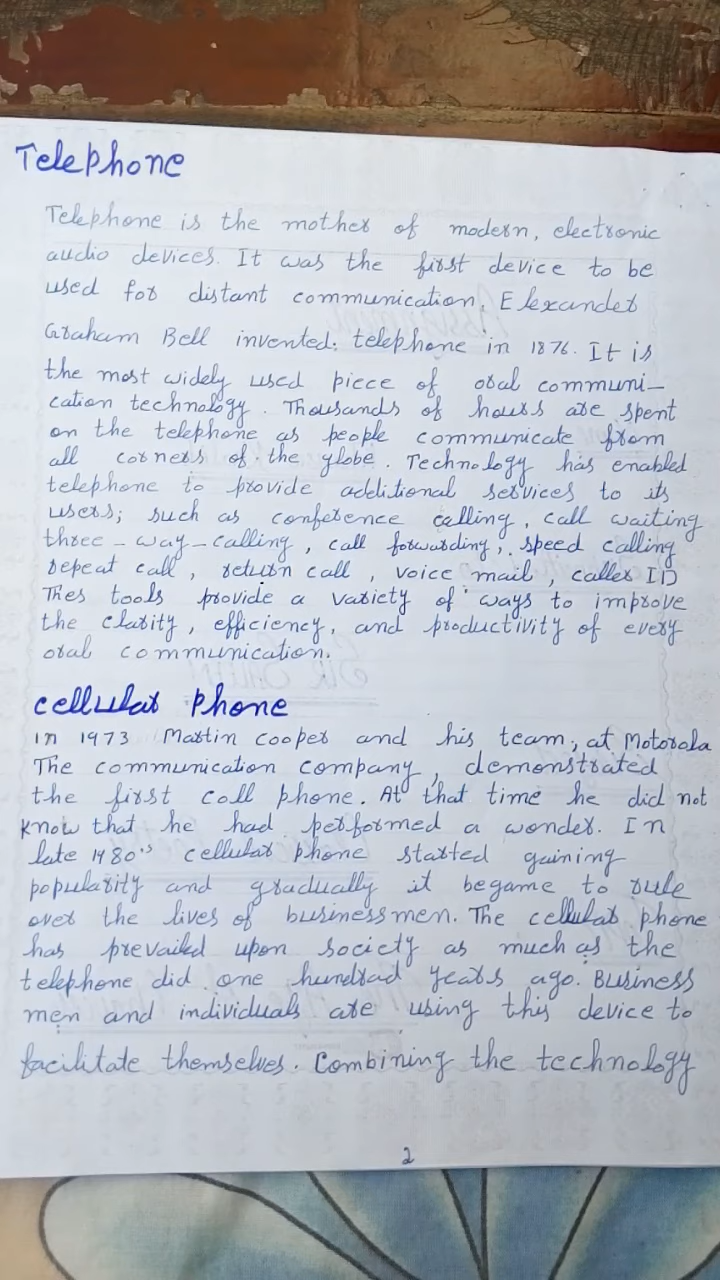 Telephone
Telephone is the mother of modern, electronic
audio devices. It was the first device to be
used for distant communication. Elexander
Graham Bell invented. telephone in 1876. It is
the most widely used piece of oral communi-
cation technology. Thousands of hours are spent
on the telephone as people communicate from
all corners of the globe. Technology has enabled
telephone to provide additional services to its
users; such as conference calling, call waiting
three-way-calling, call forwarding, speed calling
repeat call, return call, voice mail, caller ID
Thes tools provide a variety of ways to improve
the clarity, efficiency, and productivity of every
oral communication.
cellular Phone
in 1973 Martin cooper and his team, at Motorola
The communication company, demonstrated
the first coll phone. At that time he did not
know that he had performed a wonder. In
late 1980's cellular phone started gaining
popularity and gradually it begame to rule
over the lives of businessmen. The cellular phone
has prevailed upon society as much as the
telephone did one hundrad years ago. Business
men and individuals are using this device to
facilitate themselves. Combining the technology
2